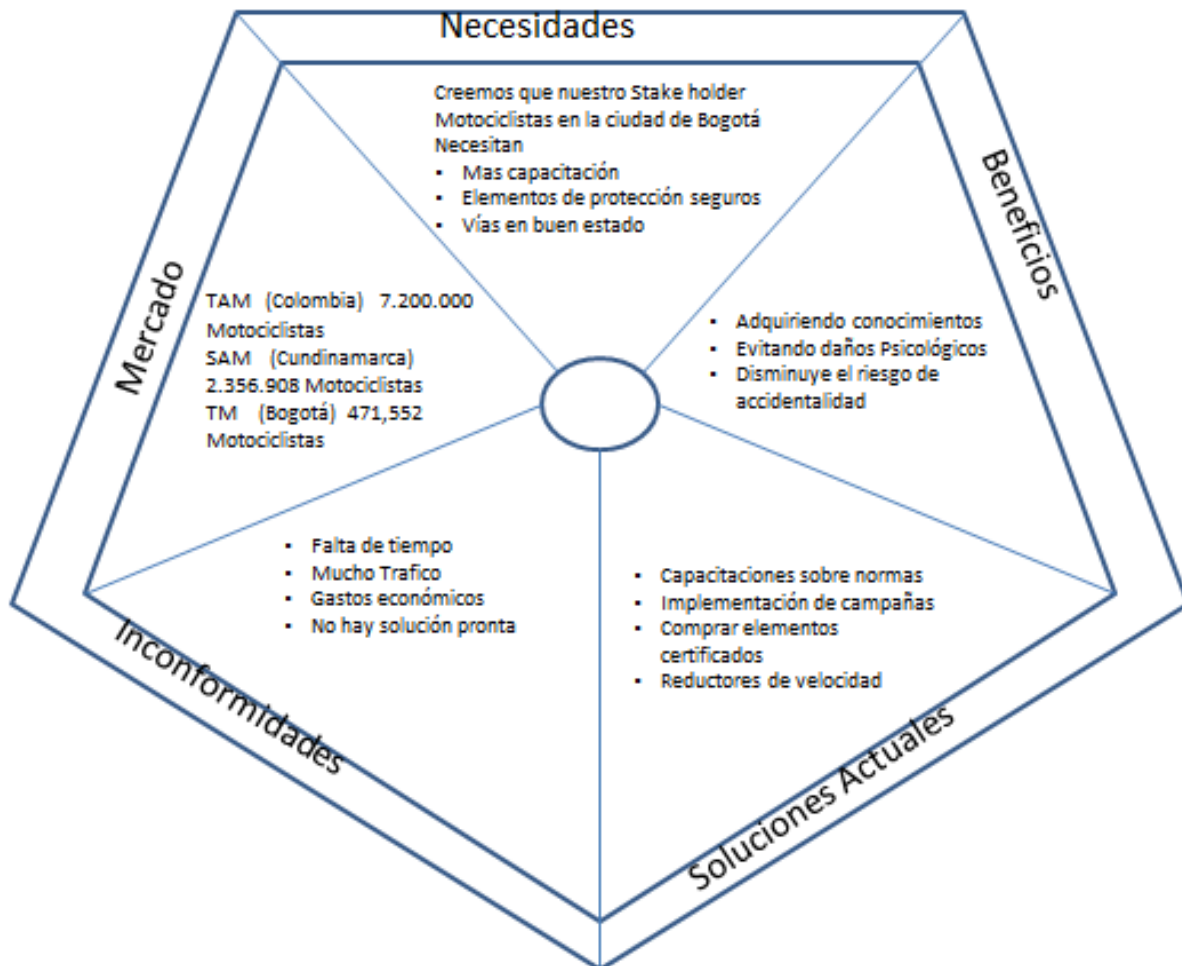 Necesidades
Creemos que nuestro Stake holder
Motociclistas en la ciudad de Bogotá
Necesitan
▪ Mas capacitación
▪ Elementos de protección seguros
▪ Vías en buen estado
Beneficios
▪ Adquiriendo conocimientos
▪ Evitando daños Psicológicos
▪ Disminuye el riesgo de
accidentalidad
Soluciones Actuales
▪ Capacitaciones sobre normas
▪ Implementación de campañas
▪ Comprar elementos
certificados
▪ Reductores de velocidad
Inconformidades
▪ Falta de tiempo
▪ Mucho Trafico
▪ Gastos económicos
▪ No hay solución pronta
Mercado
TAM (Colombia) 7.200.000
Motociclistas
SAM (Cundinamarca)
2.356.908 Motociclistas
TM (Bogotá) 471,552
Motociclistas